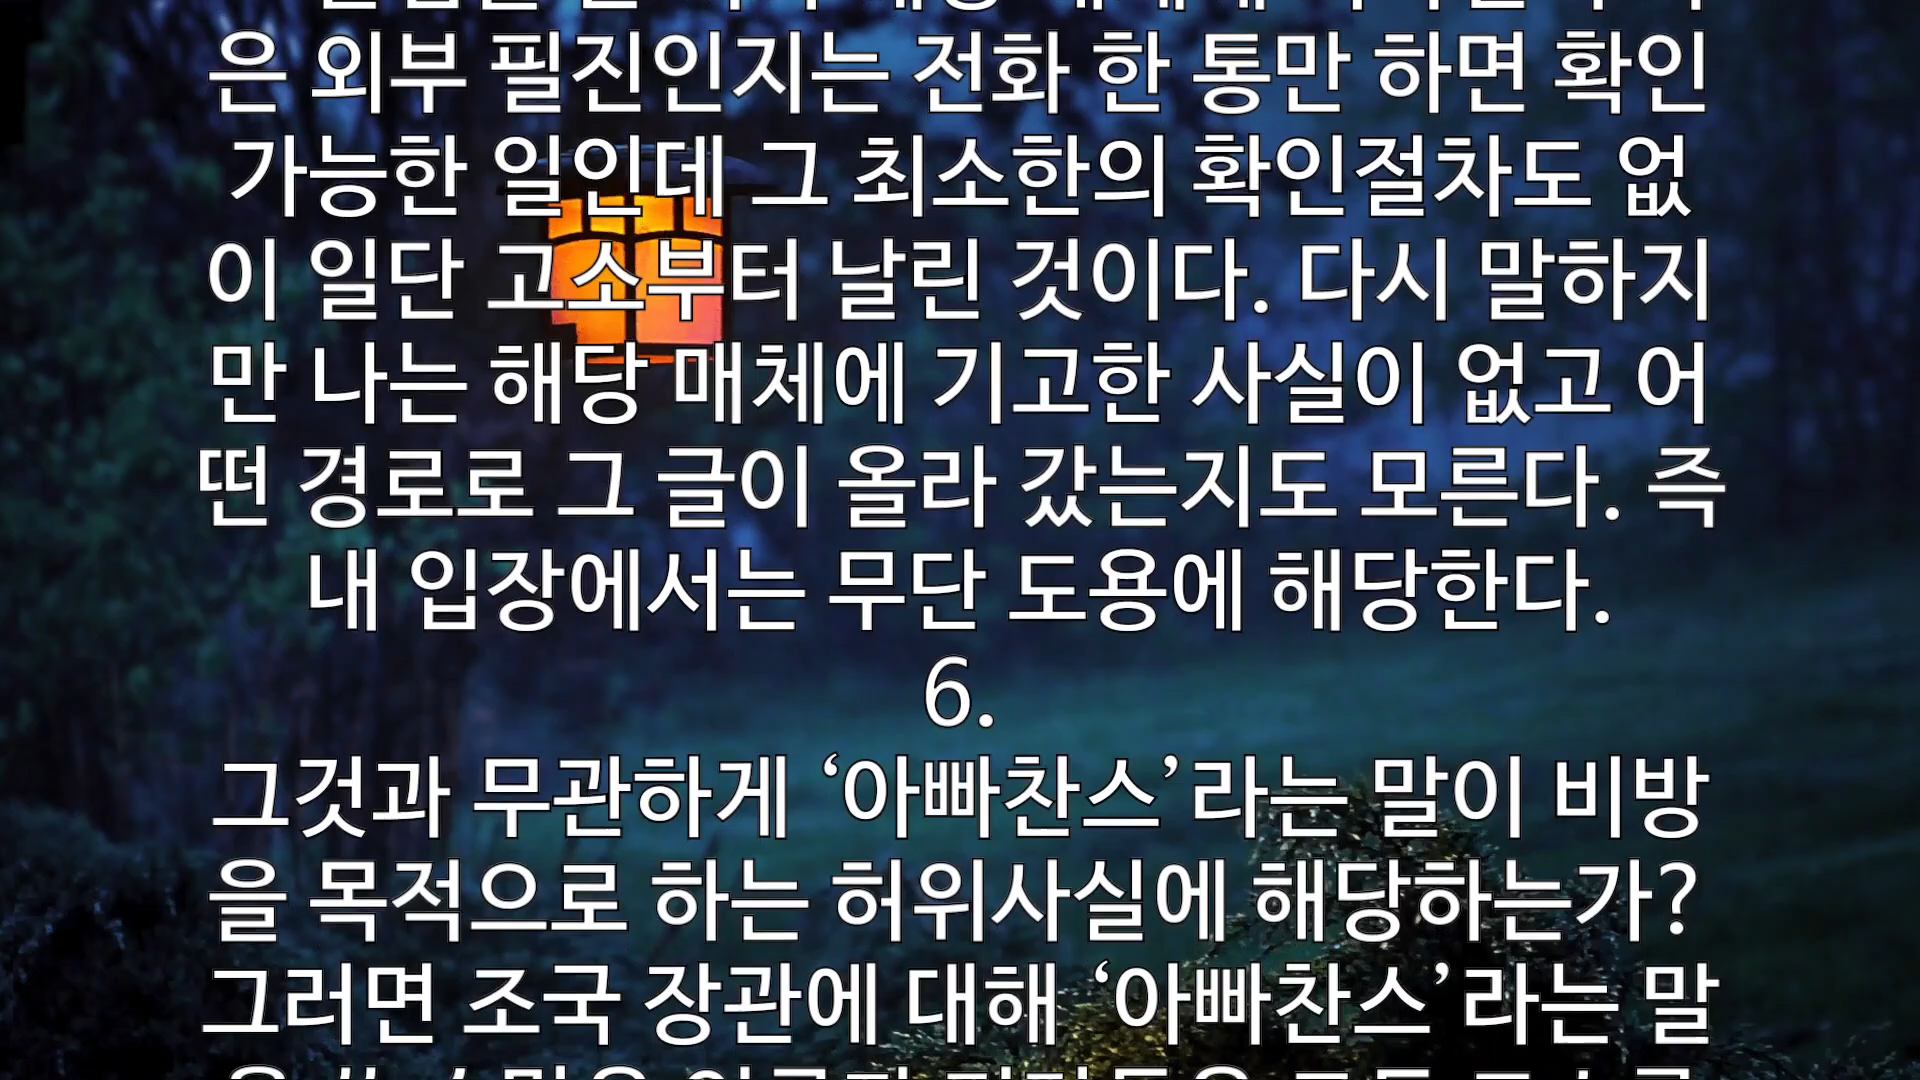 은 외부 필진인지는 전화 한 통만 하면 확인
가능한 일인데 그 최소한의 확인절차도 없
이 일단 고소부터 날린 것이다. 다시 말하지
만 나는 해당 매체에 기고한 사실이 없고 어
떤 경로로 그 글이 올라 갔는지도 모른다. 즉
내 입장에서는 무단 도용에 해당한다.
6.
그것과 무관하게 ‘아빠찬스’라는 말이 비방
을 목적으로 하는 허위사실에 해당하는가?
그러면 조국 장관에 대해 ‘아빠찬스’라는 말